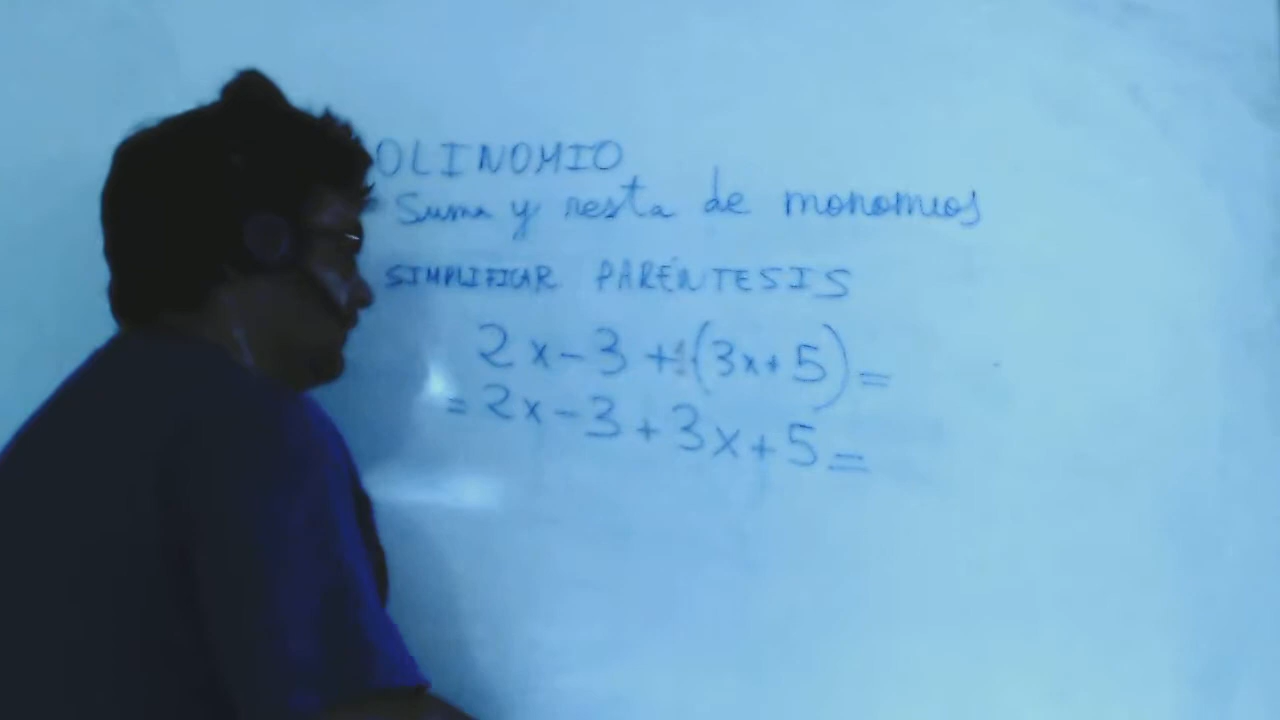 OLINOMIO
Suma y resta de monomios
SIMPLIFICAR PARÉNTESIS
2x-3+1(3x+5)=
=2x-3+3x+5=